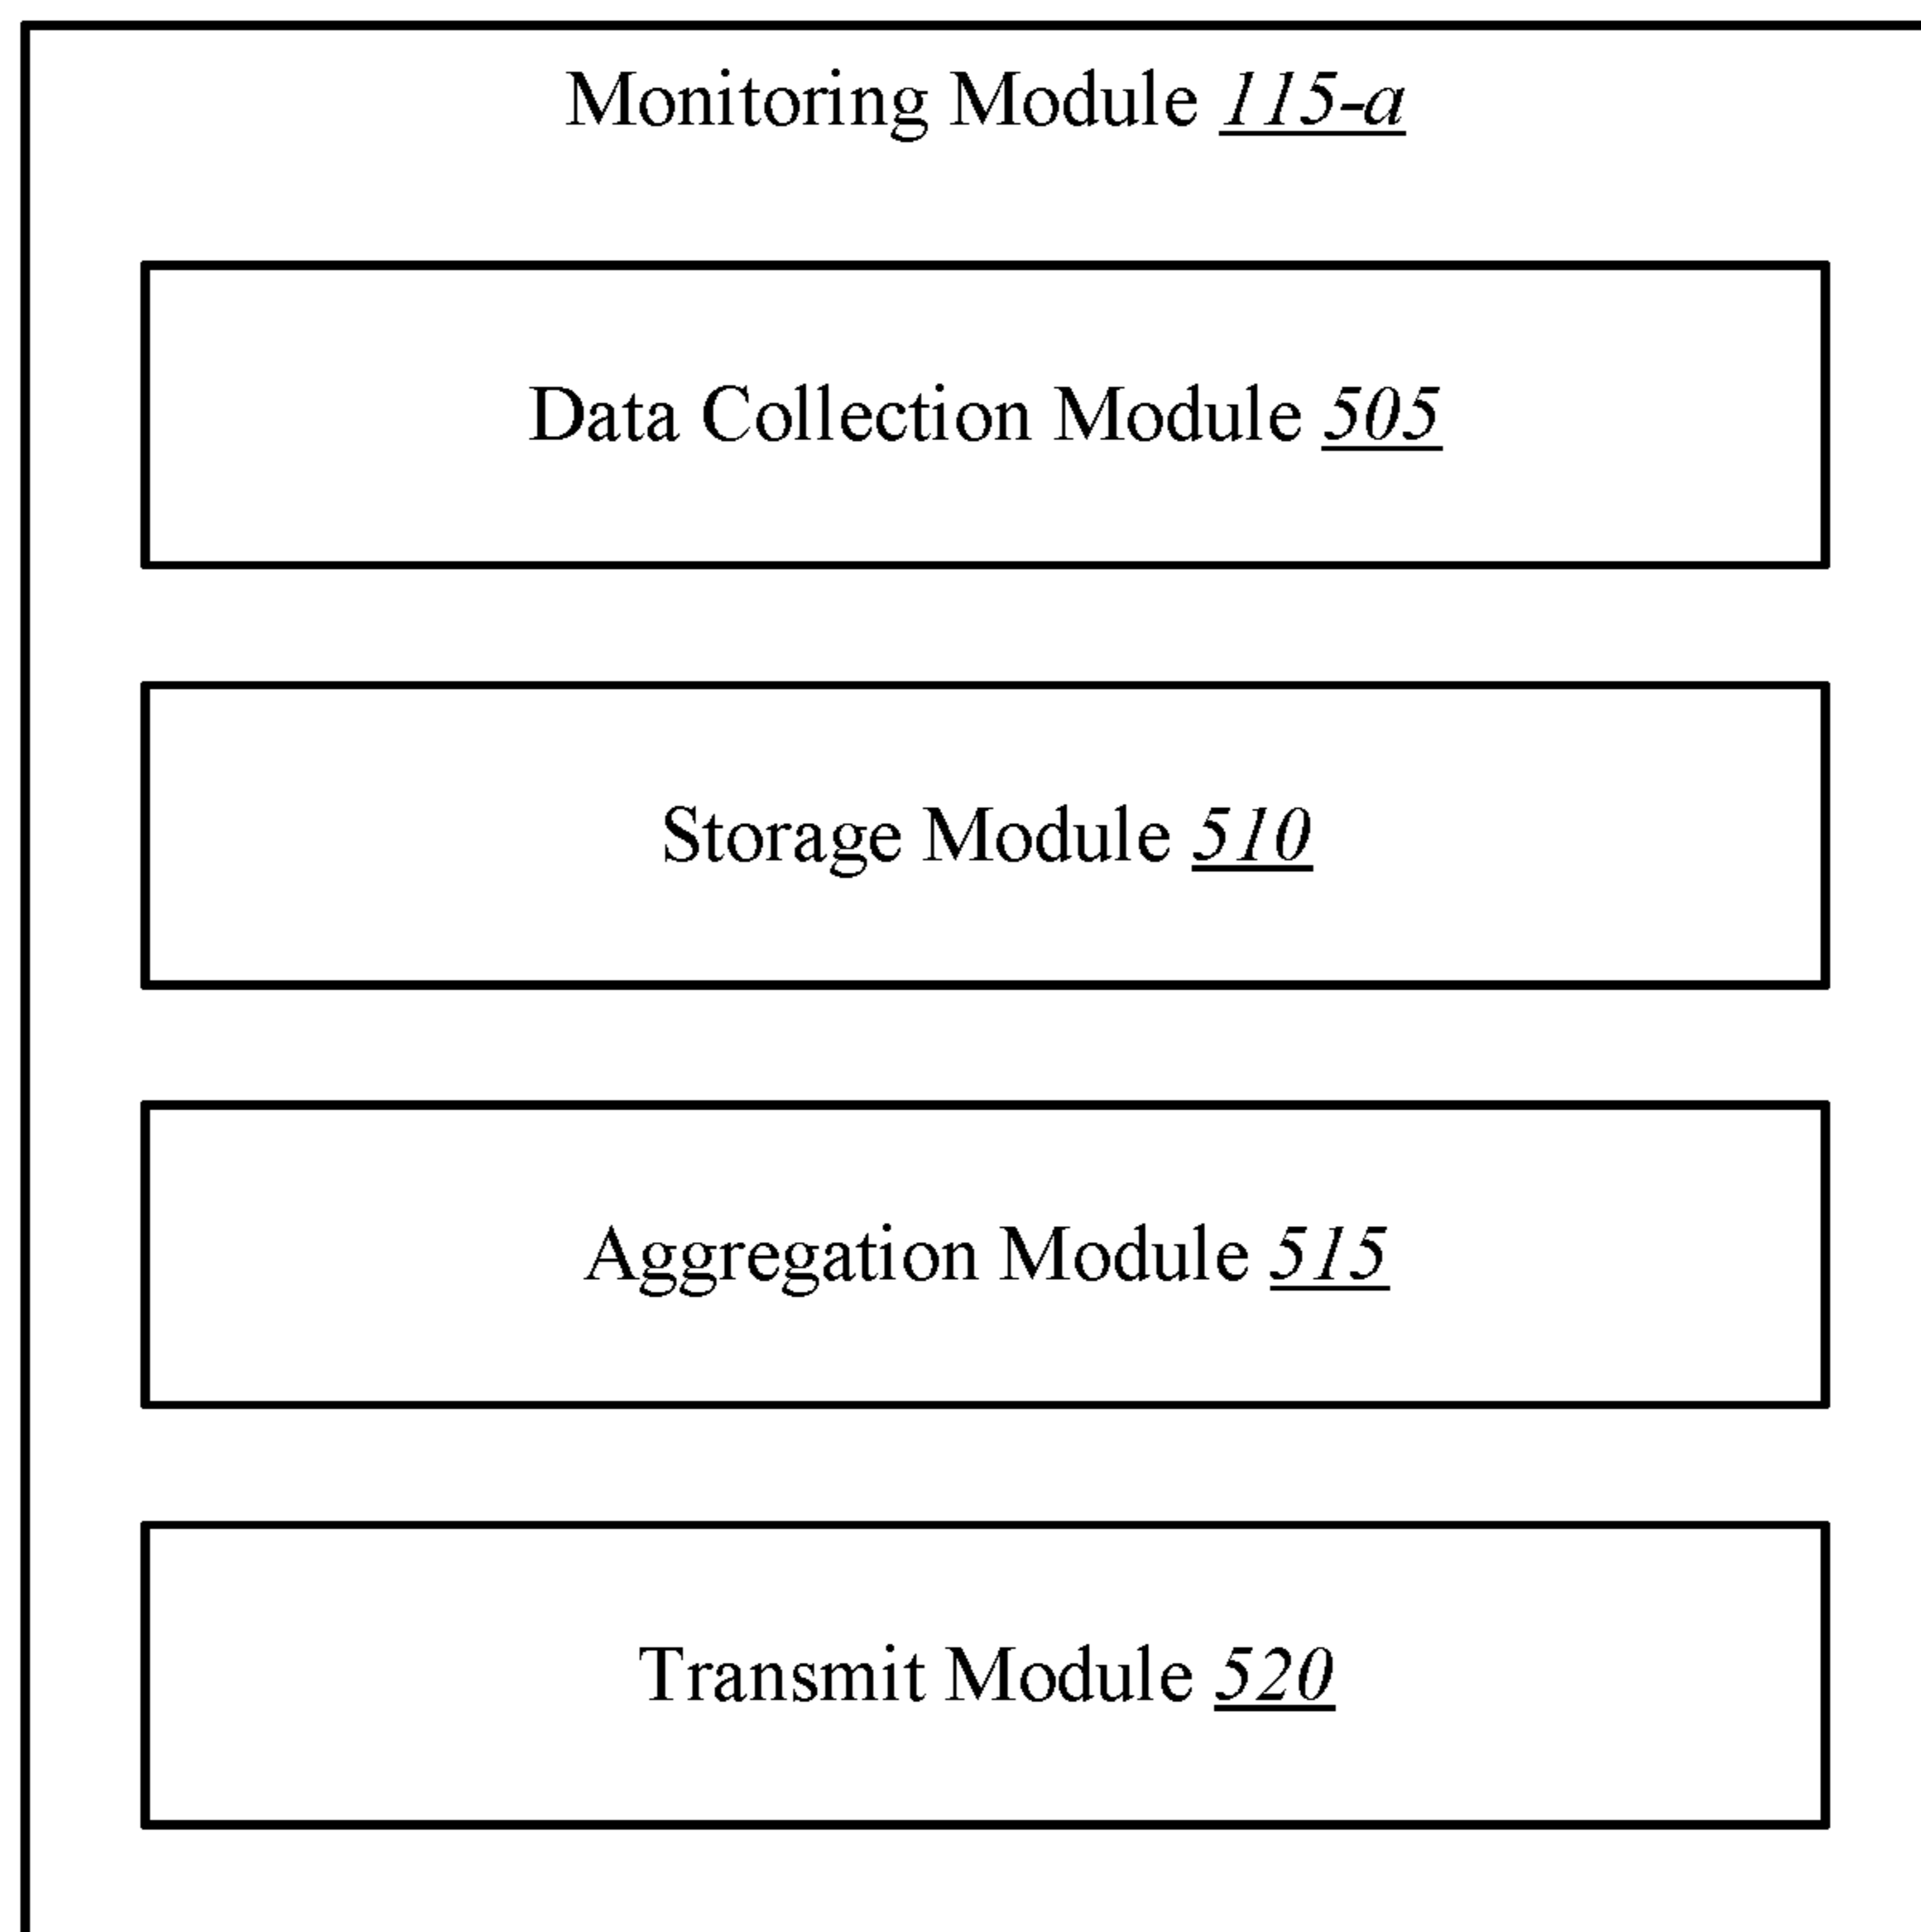 Monitoring Module 115-a
Data Collection Module 505
Storage Module 510
Aggregation Module 515
Transmit Module 520